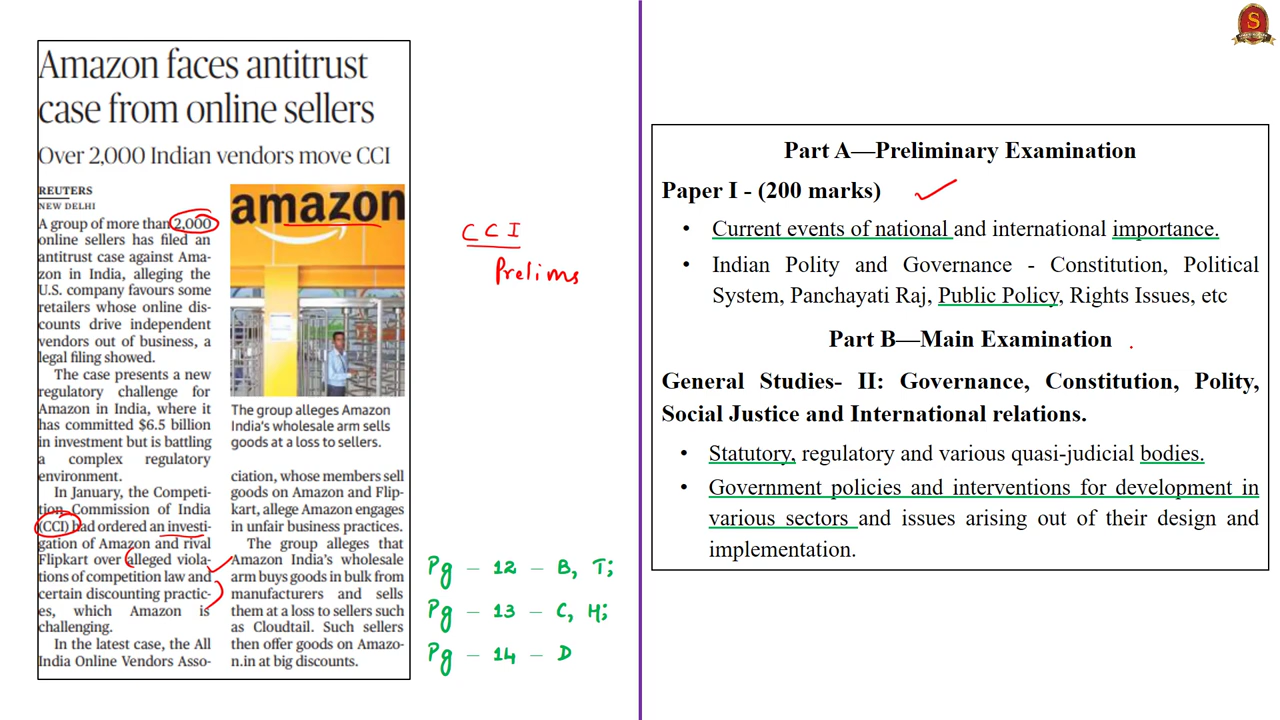 Amazon faces antitrust
case from online sellers
Over 2,000 Indian vendors move CCI
REUTERS
NEW DELHI
A group of more than 2,000
online sellers has filed an
antitrust case against Ama-
zon in India, alleging the
U.S. company favours some
retailers whose online dis-
counts drive independent
vendors out of business, a
legal filing showed.
The case presents a new
regulatory challenge for
Amazon in India, where it
has committed $6.5 billion
in investment but is battling
a complex regulatory
environment.
In January, the Competi-
tion Commission of India
(CCI) had ordered an investi-
gation of Amazon and rival
Flipkart over alleged viola-
tions of competition law and
certain discounting practic-
es, which Amazon is
challenging.
In the latest case, the All
India Online Vendors Asso-
amazon
The group alleges Amazon
India's wholesale arm sells
goods at a loss to sellers.
ciation, whose members sell
goods on Amazon and Flip-
kart, allege Amazon engages
in unfair business practices.
The group alleges that
Amazon India's wholesale
arm buys goods in bulk from
manufacturers and sells
them at a loss to sellers such
as Cloudtail. Such sellers
then offer goods on Amazo-
n.in at big discounts.
CCI
Prelims
Pg - 12 - B, T;
Pg - 13 - C, H;
Pg - 14 - D
S
Part A—Preliminary Examination
Paper I - (200 marks)
• Current events of national and international importance.
• Indian Polity and Governance - Constitution, Political
System, Panchayati Raj, Public Policy, Rights Issues, etc
Part B—Main Examination
General Studies- II: Governance, Constitution, Polity,
Social Justice and International relations.
• Statutory, regulatory and various quasi-judicial bodies.
• Government policies and interventions for development in
various sectors and issues arising out of their design and
implementation.